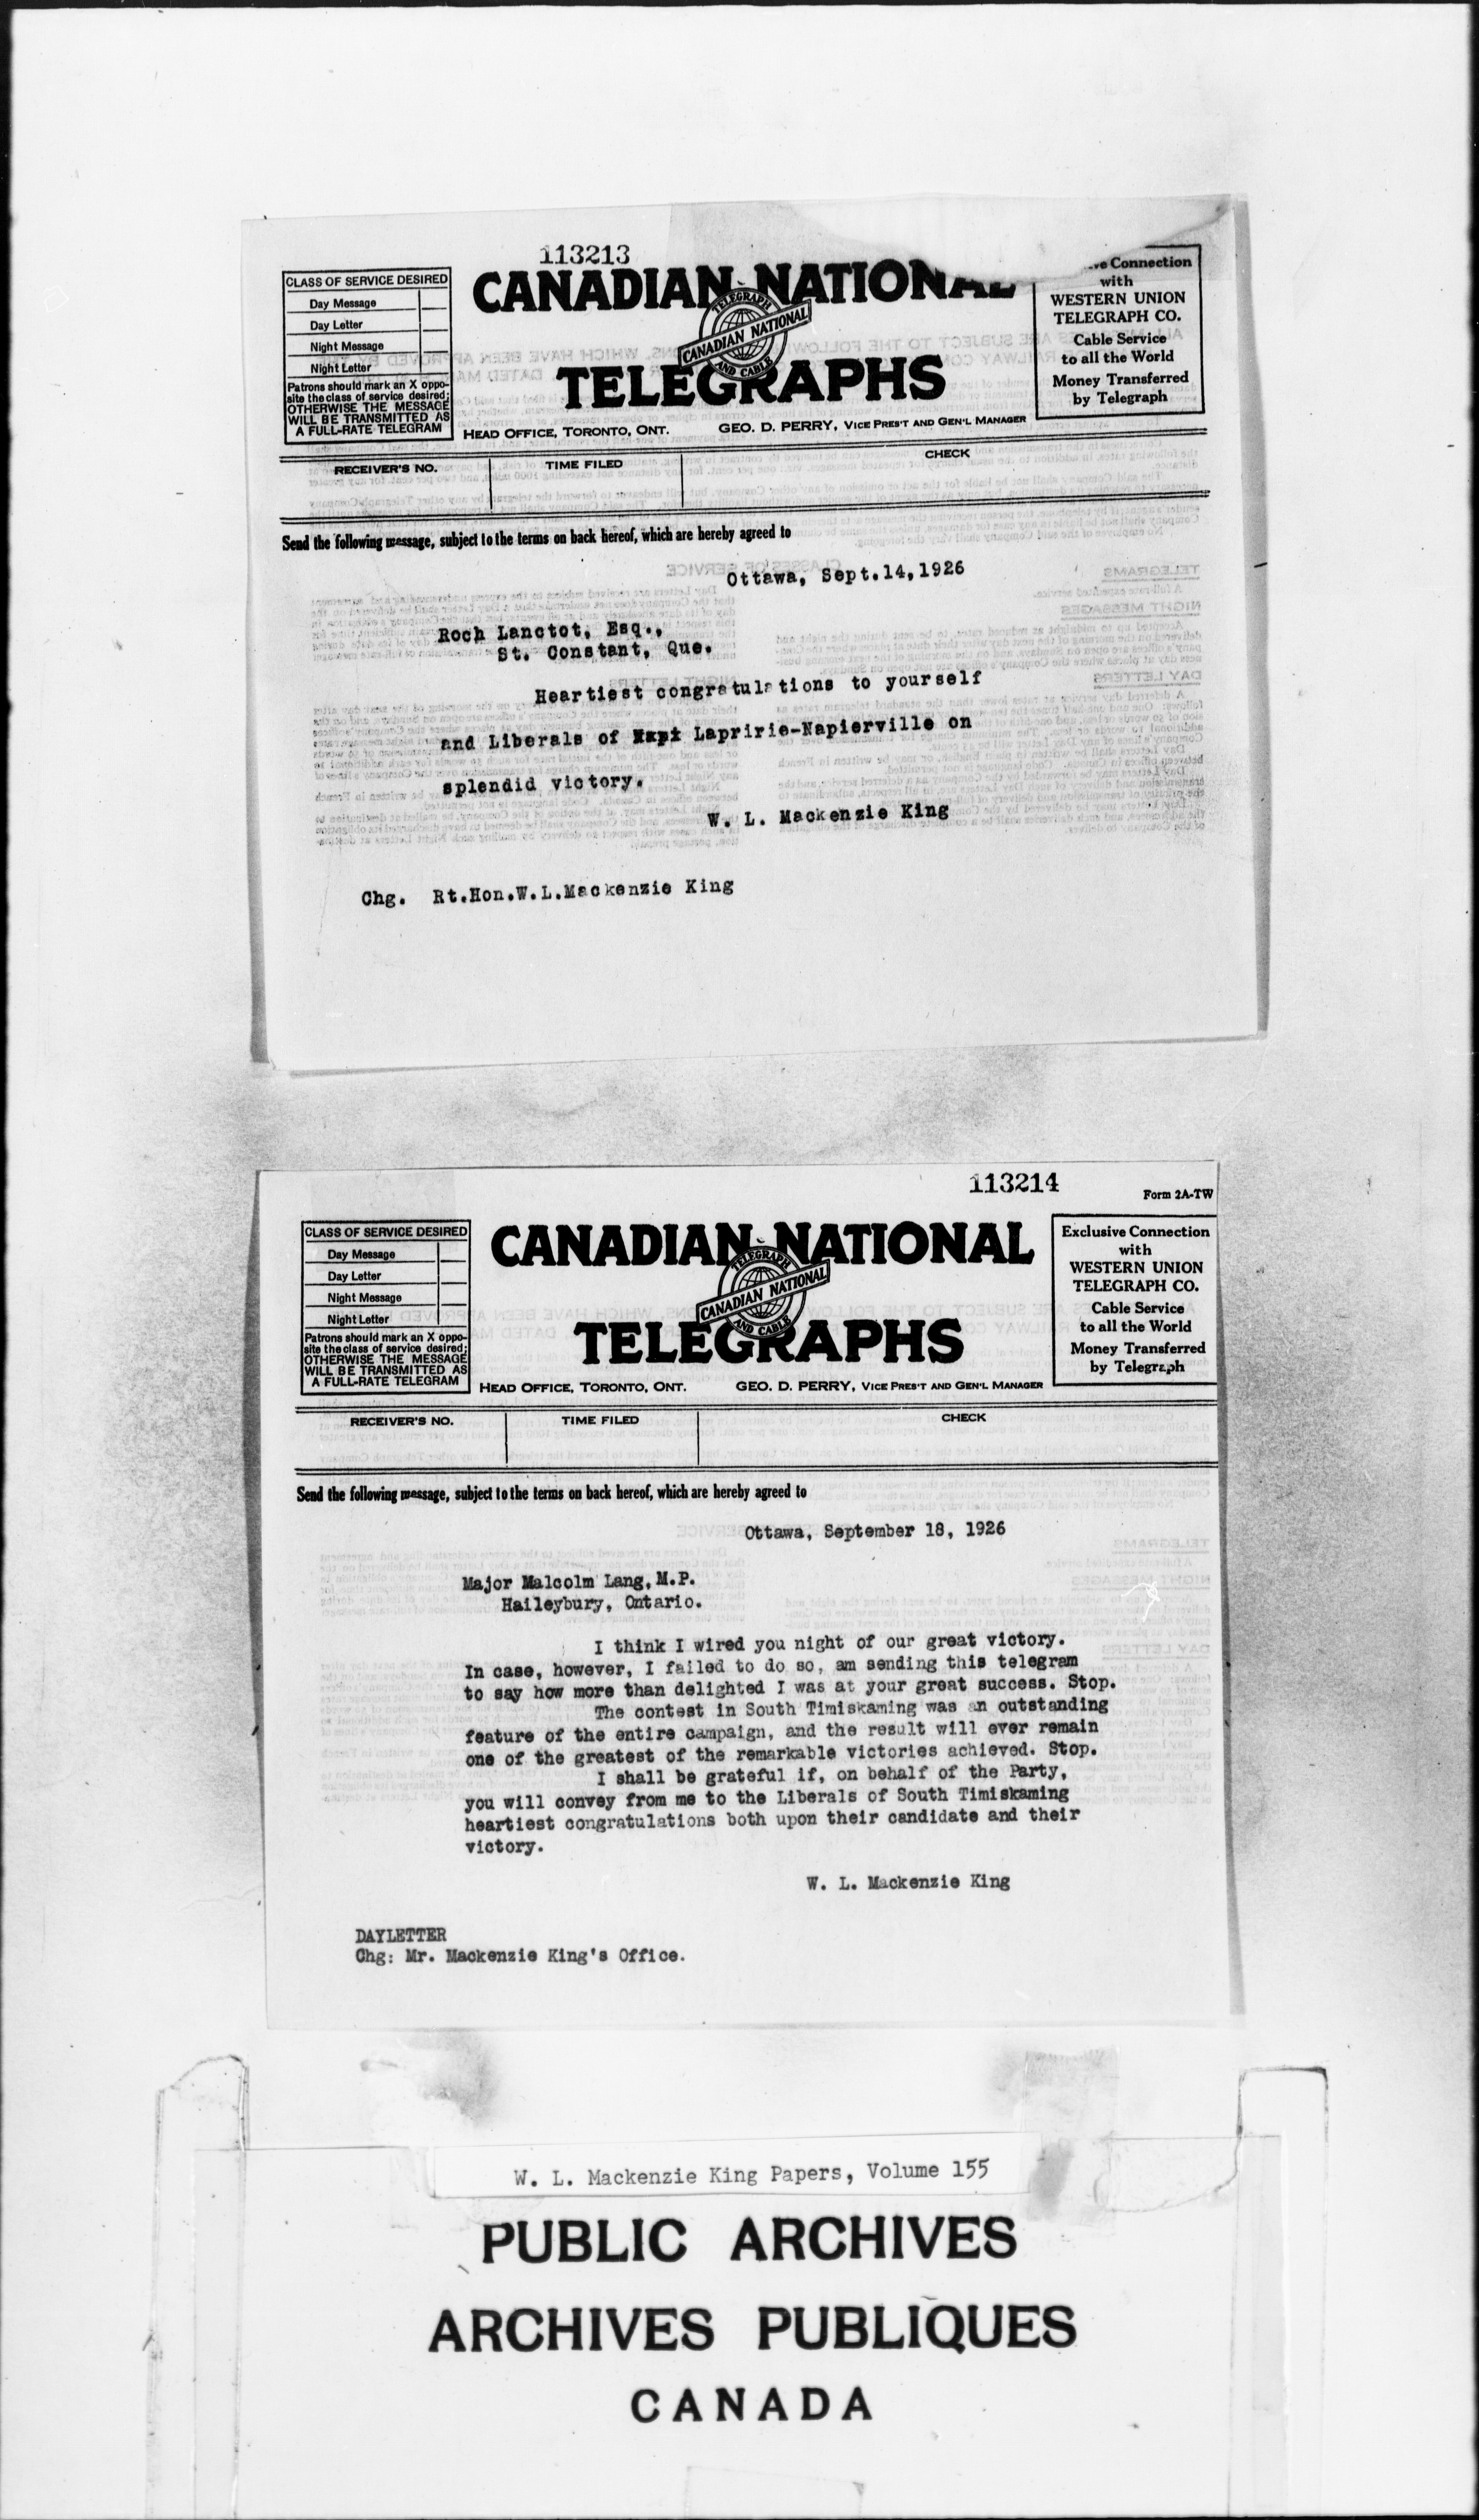 113213
CLASS OF SERVICE DESIRED
Day Message
Day Letter
Night Message
Night Letter
Patrons should mark an X oppo-
site the class of service desired;
OTHERWISE THE MESSAGE
WILL BE TRANSMITTED AS
A FULL-RATE TELEGRAM
CANADIAN NATIONAL
TELEGRAPH
CANADIAN NATIONAL
AND CABLE
TELEGRAPHS
HEAD OFFICE, TORONTO, ONT. GEO. D. PERRY, VICE PRES'T AND GEN'L MANAGER
Connection
with
WESTERN UNION
TELEGRAPH CO.
Cable Service
to all the World
Money Transferred
by Telegraph
RECEIVER'S NO. TIME FILED CHECK
Send the following message, subject to the terms on back hereof, which are hereby agreed to
Ottawa, Sept.14,1926
Roch Lanctot, Esq.,
St. Constant, Que.
Heartiest congratulations to yourself
and Liberals of Lapririe-Napierville on
splendid victory.
W. L. Mackenzie King
Chg. Rt.Hon.W.L.Mackenzie King
113214
Form 2A-TW
CLASS OF SERVICE DESIRED
Day Message
Day Letter
Night Message
Night Letter
Patrons should mark an X oppo-
site the class of service desired;
OTHERWISE THE MESSAGE
WILL BE TRANSMITTED AS
A FULL-RATE TELEGRAM
CANADIAN NATIONAL
TELEGRAPH
CANADIAN NATIONAL
AND CABLE
TELEGRAPHS
HEAD OFFICE, TORONTO, ONT. GEO. D. PERRY, VICE PRES'T AND GEN'L MANAGER
Exclusive Connection
with
WESTERN UNION
TELEGRAPH CO.
Cable Service
to all the World
Money Transferred
by Telegraph
RECEIVER'S NO. TIME FILED CHECK
Send the following message, subject to the terms on back hereof, which are hereby agreed to
Ottawa, September 18, 1926
Major Malcolm Lang, M.P.
Haileybury, Ontario.
I think I wired you night of our great victory.
In case, however, I failed to do so, am sending this telegram
to say how more than delighted I was at your great success. Stop.
The contest in South Timiskaming was an outstanding
feature of the entire campaign, and the result will ever remain
one of the greatest of the remarkable victories achieved. Stop.
I shall be grateful if, on behalf of the Party,
you will convey from me to the Liberals of South Timiskaming
heartiest congratulations both upon their candidate and their
victory.
W. L. Mackenzie King
DAYLETTER
Chg: Mr. Mackenzie King's Office.
W. L. Mackenzie King Papers, Volume 155
PUBLIC ARCHIVES
ARCHIVES PUBLIQUES
CANADA